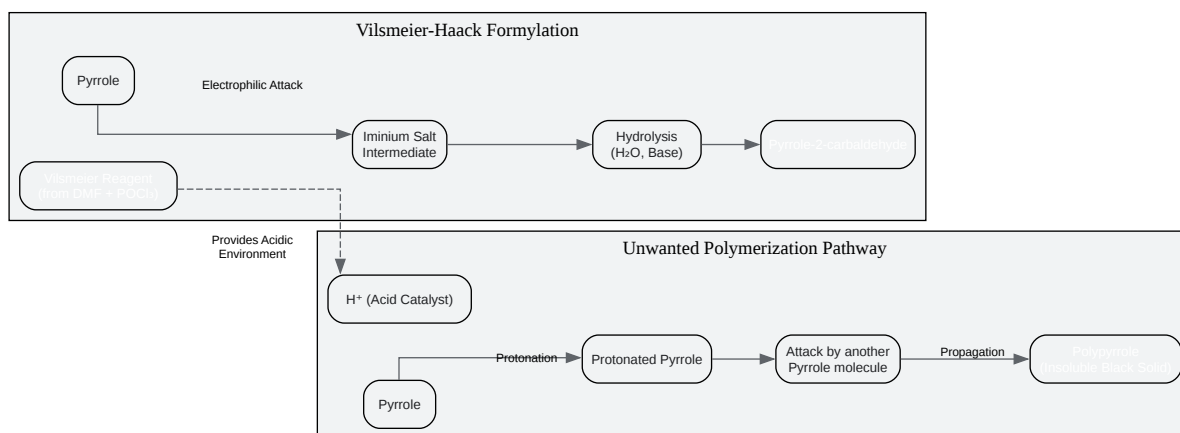 Vilsmeier-Haack Formylation
Pyrrole
Electrophilic Attack
Iminium Salt
Intermediate
Hydrolysis
(H₂O, Base)
Pyrrole-2-carbaldehyde
Vilsmeier Reagent
(from DMF + POCl₃)
Provides Acidic
Environment
Unwanted Polymerization Pathway
H⁺ (Acid Catalyst)
Pyrrole
Protonation
Protonated Pyrrole
Attack by another
Pyrrole molecule
Propagation
Polypyrrole
(Insoluble Black Solid)